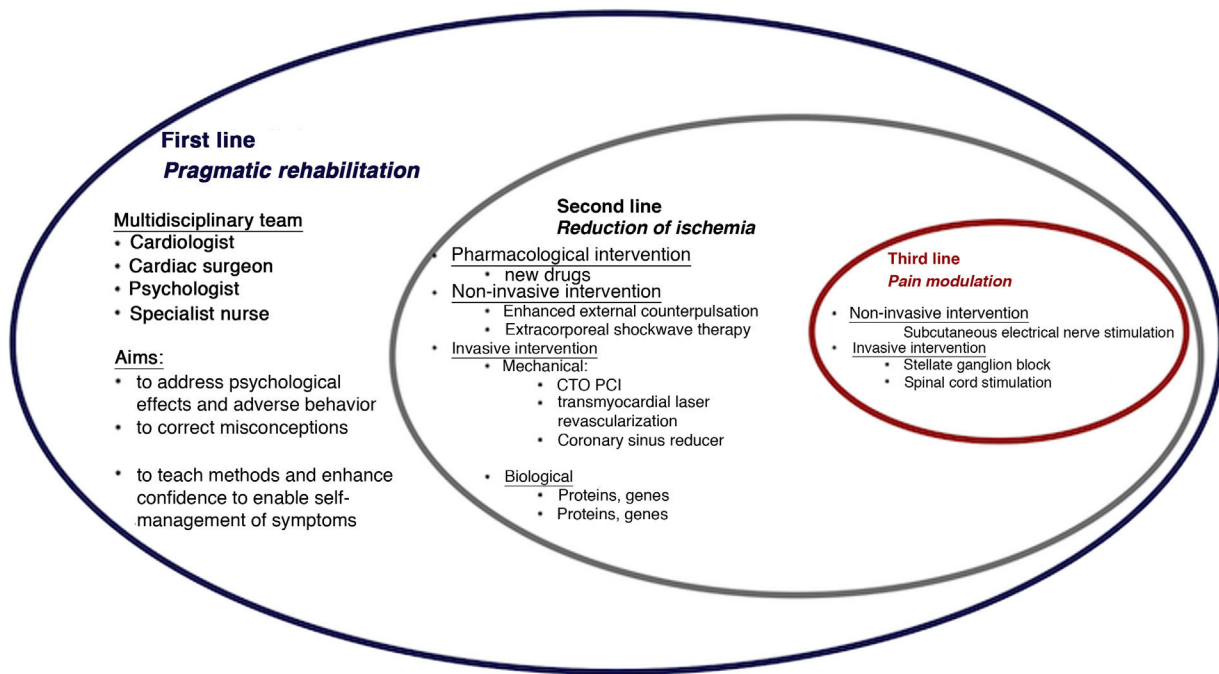 First line
Pragmatic rehabilitation
Multidisciplinary team
• Cardiologist
• Cardiac surgeon
• Psychologist
• Specialist nurse
Aims:
• to address psychological
effects and adverse behavior
• to correct misconceptions
• to teach methods and enhance
confidence to enable self-
management of symptoms
Second line
Reduction of ischemia
• Pharmacological intervention
• new drugs
• Non-invasive intervention
• Enhanced external counterpulsation
• Extracorporeal shockwave therapy
• Invasive intervention
• Mechanical:
• CTO PCI
• transmyocardial laser
revascularization
• Coronary sinus reducer
• Biological
• Proteins, genes
• Proteins, genes
Third line
Pain modulation
• Non-invasive intervention
Subcutaneous electrical nerve stimulation
• Invasive intervention
• Stellate ganglion block
• Spinal cord stimulation